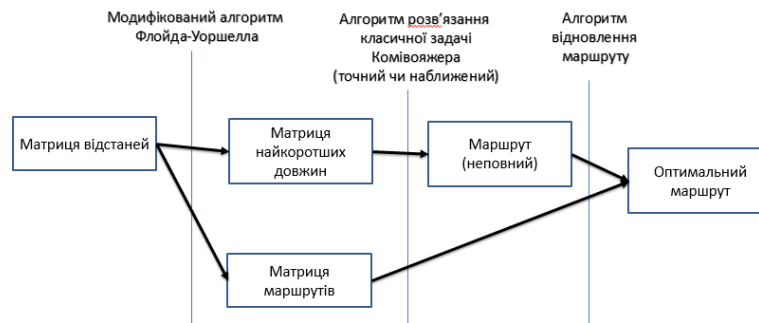 Модифікований алгоритм
Флойда-Уоршелла
Алгоритм розв’язання
класичної задачі
Комівояжера
(точний чи наближений)
Алгоритм
відновлення
маршруту
Матриця відстаней
Матриця
найкоротших
довжин
Маршрут
(неповний)
Оптимальний
маршрут
Матриця
маршрутів